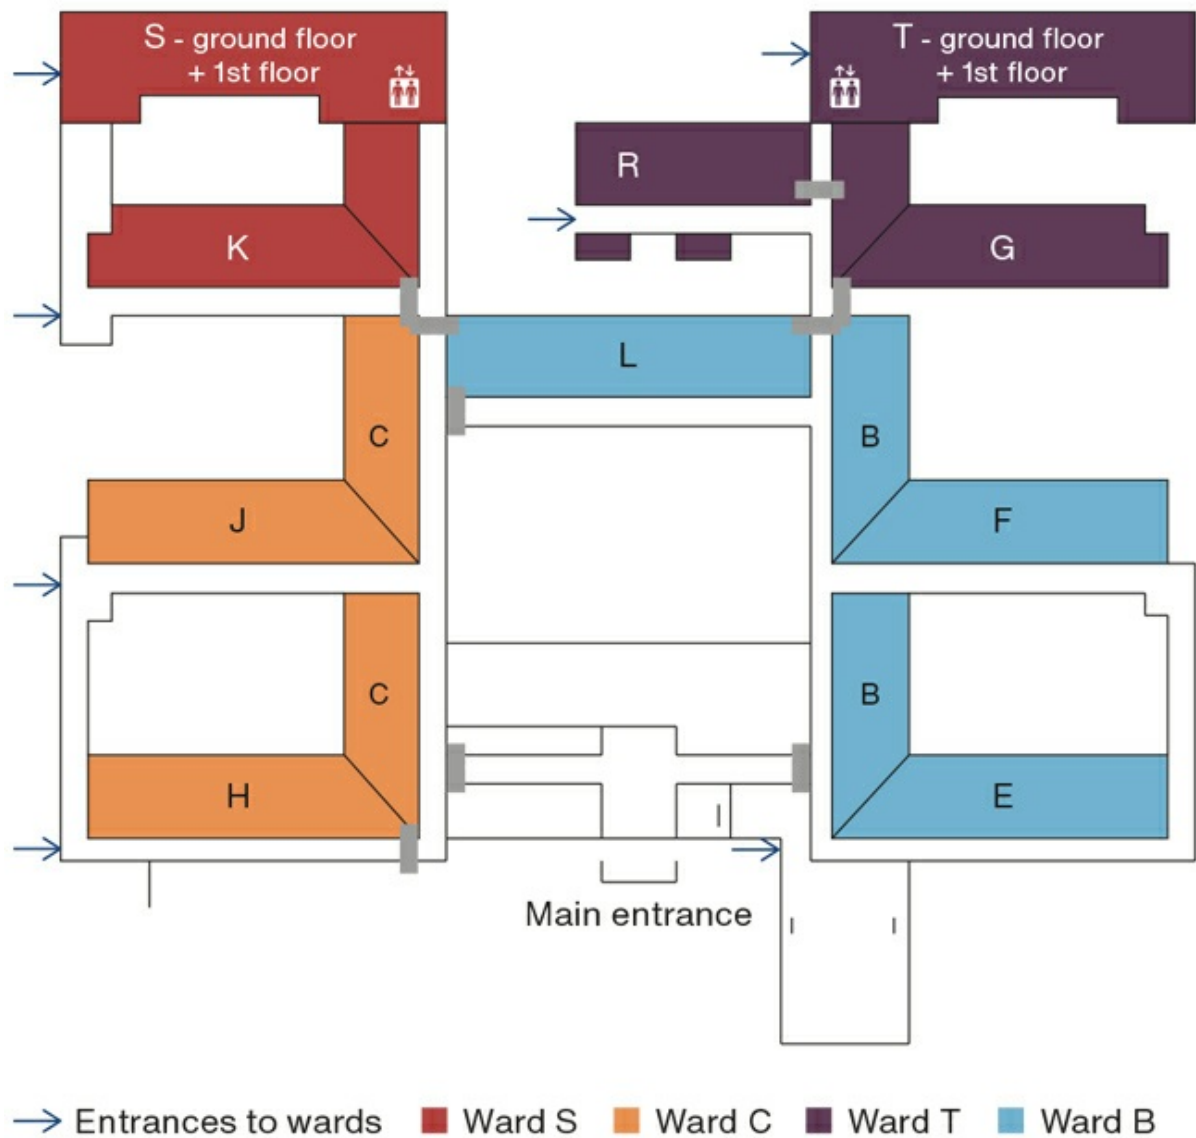 S - ground floor
+ 1st floor
T - ground floor
+ 1st floor
R
K
G
L
C
B
J
F
C
B
H
E
Main entrance
Entrances to wards
Ward S
Ward C
Ward T
Ward B